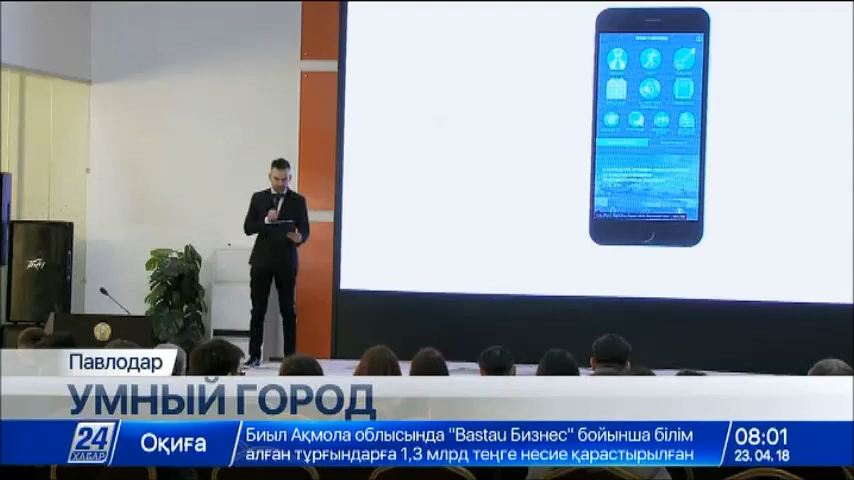 Павлодар
УМНЫЙ ГОРОД
24
ХАБАР
Оқиға
Биыл Ақмола облысында "Bastau Бизнес" бойынша білім
алған тұрғындарға 1,3 млрд теңге несие қарастырылған
08:01
23.04.18